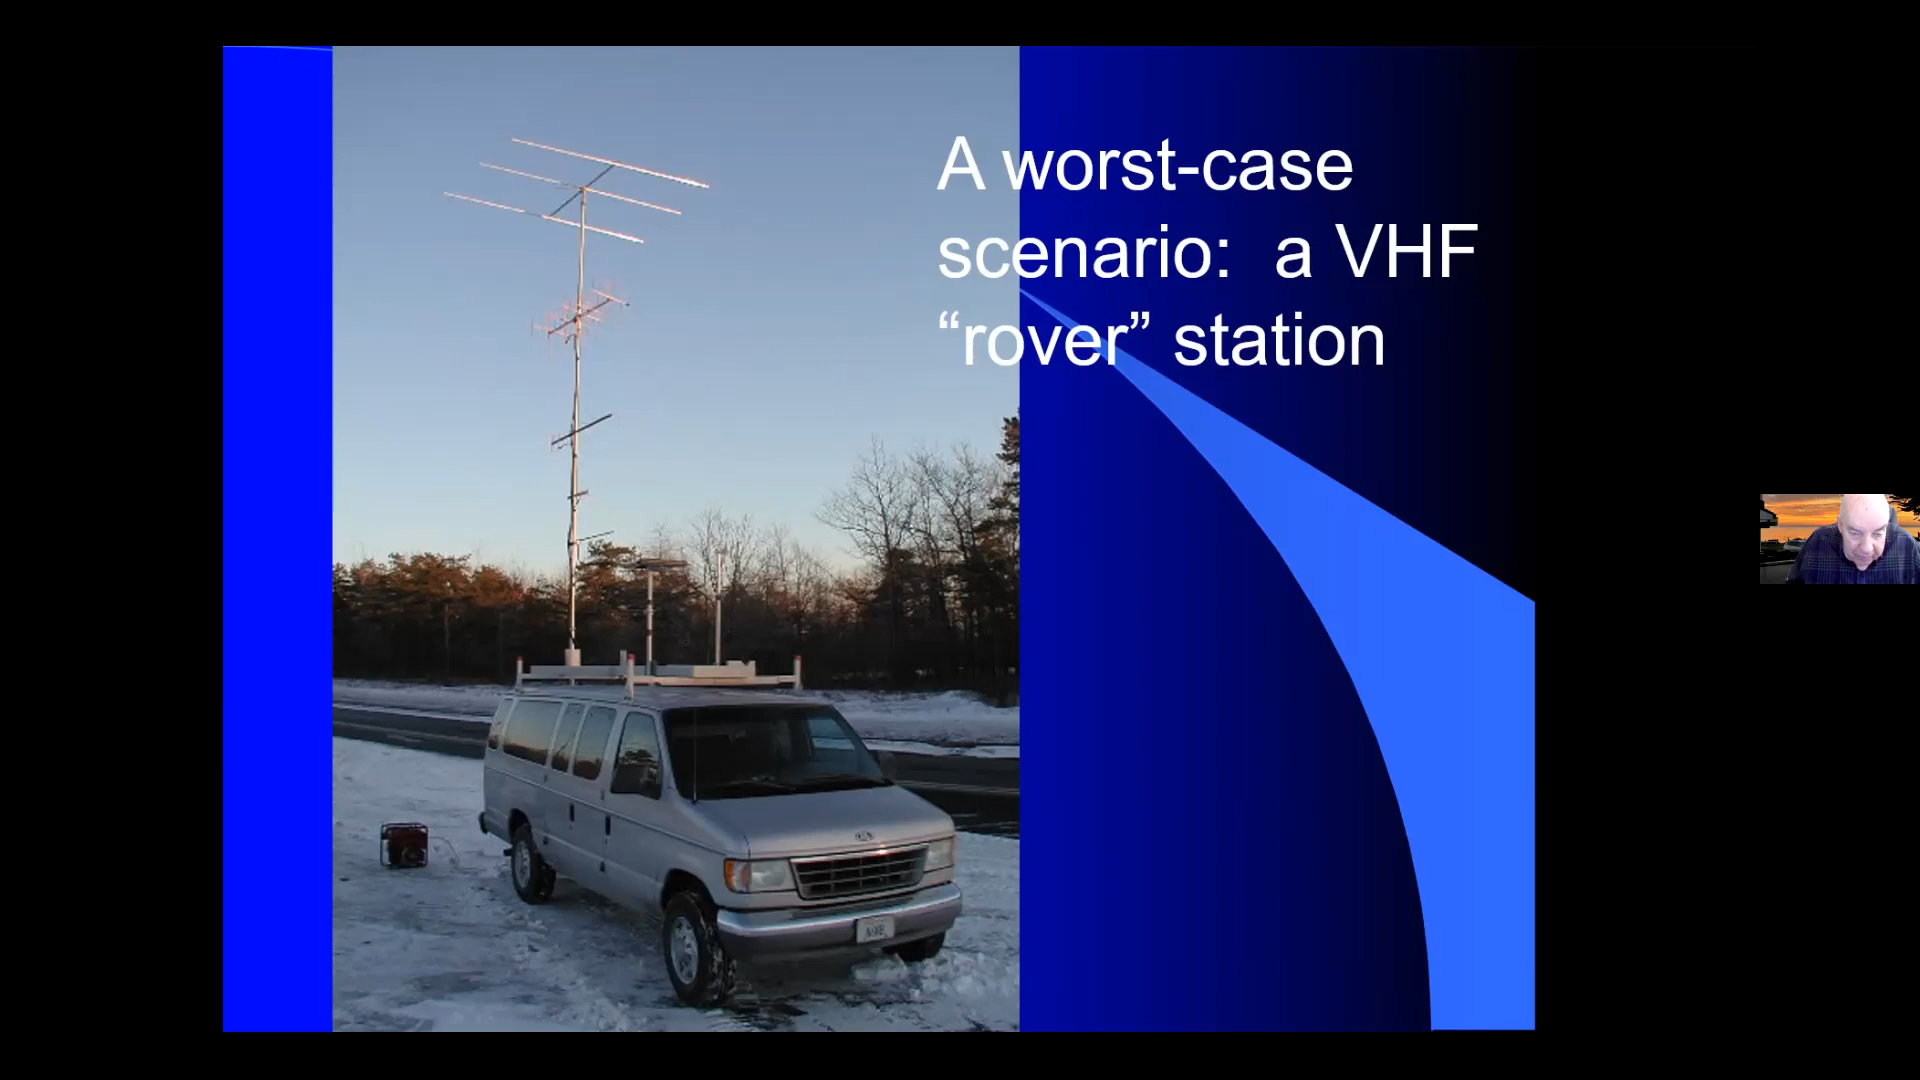 A worst-case
scenario:  a VHF
“rover” station